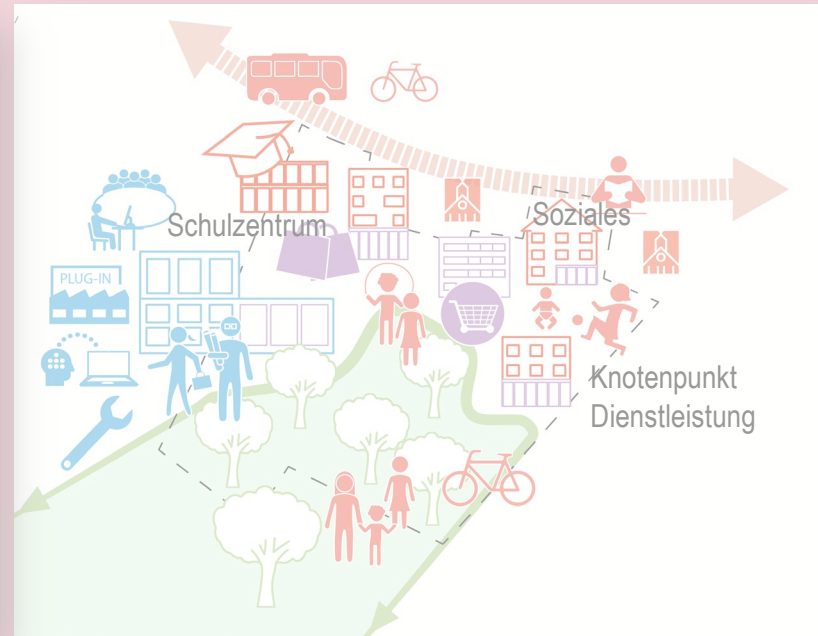 Schulzentrum
Soziales
PLUG-IN
Knotenpunkt
Dienstleistung